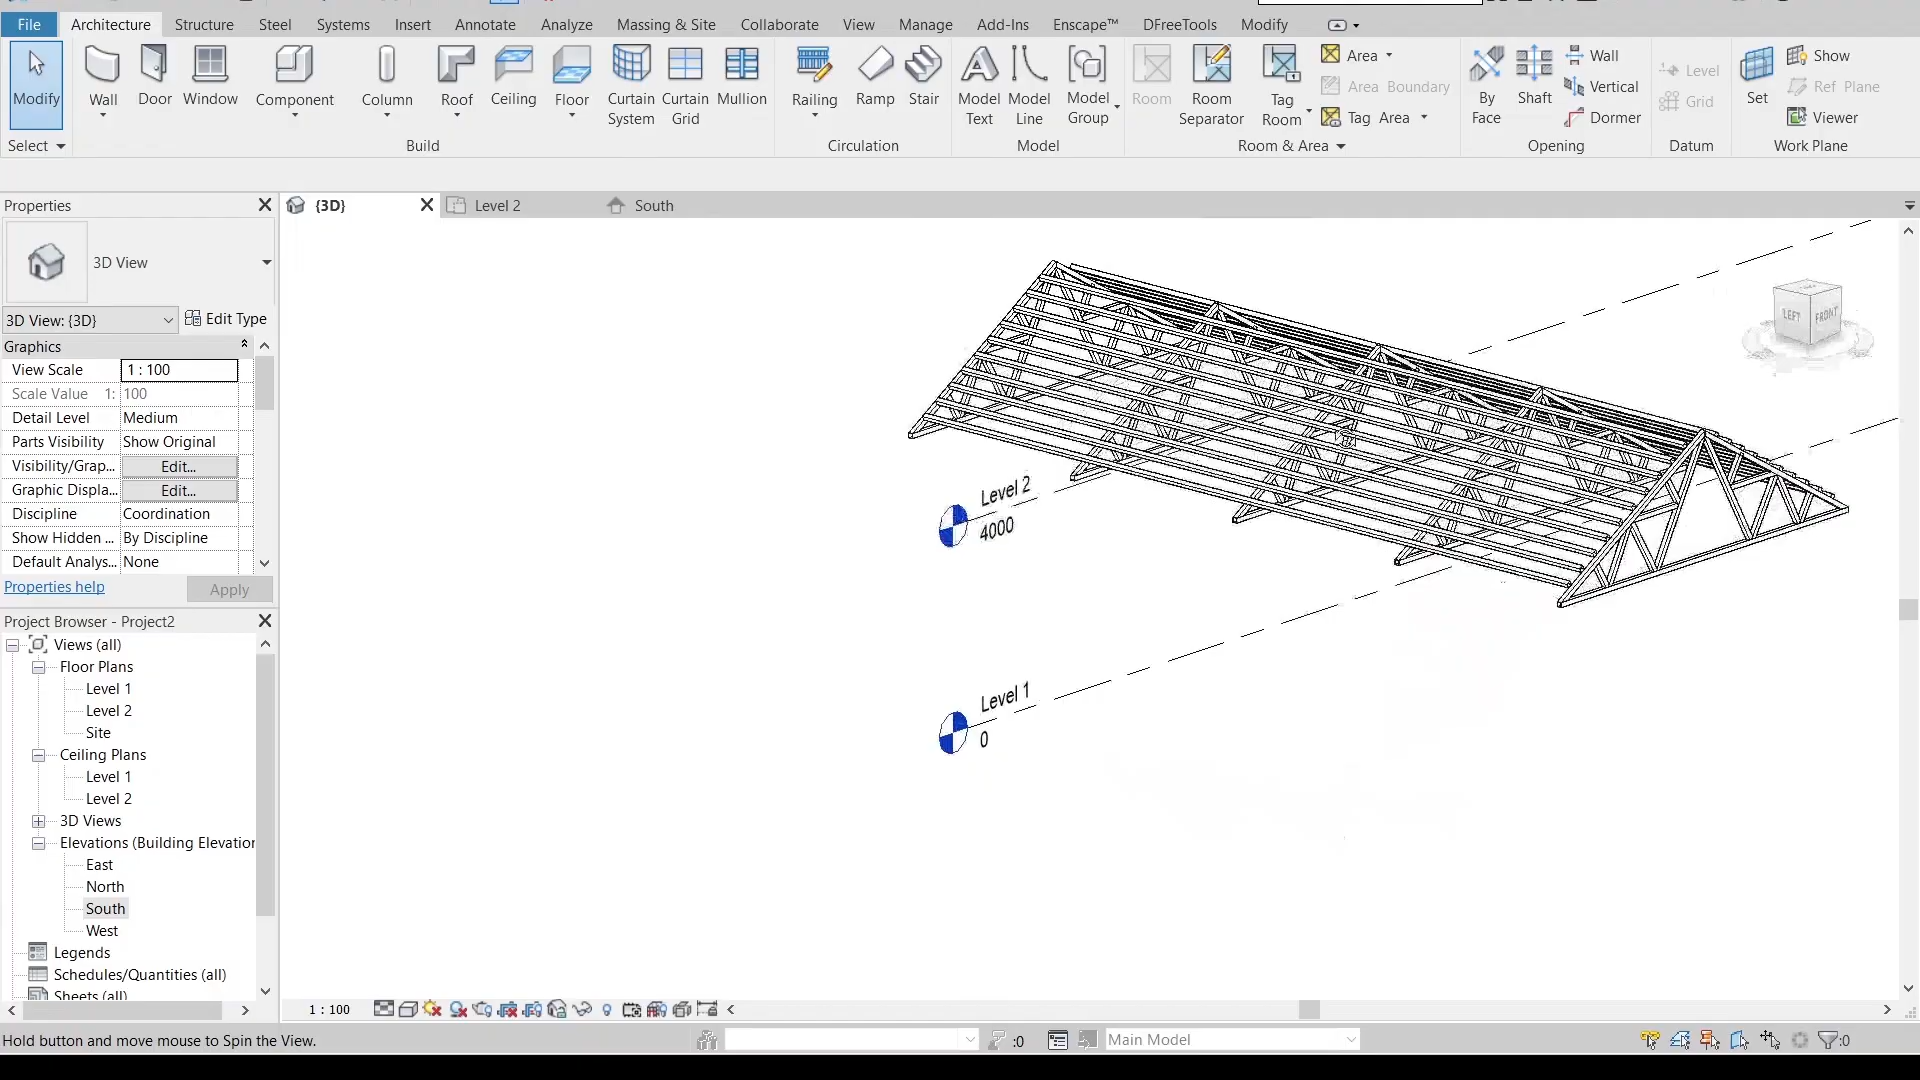 File Architecture Structure Steel Systems Insert Annotate Analyze Massing & Site Collaborate View Manage Add-Ins Enscape™ DFreeTools Modify
Modify Wall Door Window Component Column Roof Ceiling Floor Curtain System Curtain Grid Mullion Railing Ramp Stair Model Text Model Line Model Group Room Room Separator Tag Room
Area
Area Boundary
Tag Area
By Face Shaft
Wall
Vertical
Dormer
Level
Grid
Set
Show
Ref Plane
Viewer
Select Build Circulation Model Room & Area Opening Datum Work Plane
Properties
3D View
3D View: {3D} Edit Type
Graphics
View Scale 1 : 100
Scale Value 1: 100
Detail Level Medium
Parts Visibility Show Original
Visibility/Grap... Edit...
Graphic Displa... Edit...
Discipline Coordination
Show Hidden ... By Discipline
Default Analys... None
Properties help Apply
Project Browser - Project2
Views (all)
Floor Plans
Level 1
Level 2
Site
Ceiling Plans
Level 1
Level 2
3D Views
Elevations (Building Elevation
East
North
South
West
Legends
Schedules/Quantities (all)
Sheets (all)
{3D} Level 2 South
LEFT FRONT
Level 2
4000
Level 1
0
1 : 100
Hold button and move mouse to Spin the View.
:0 Main Model :0